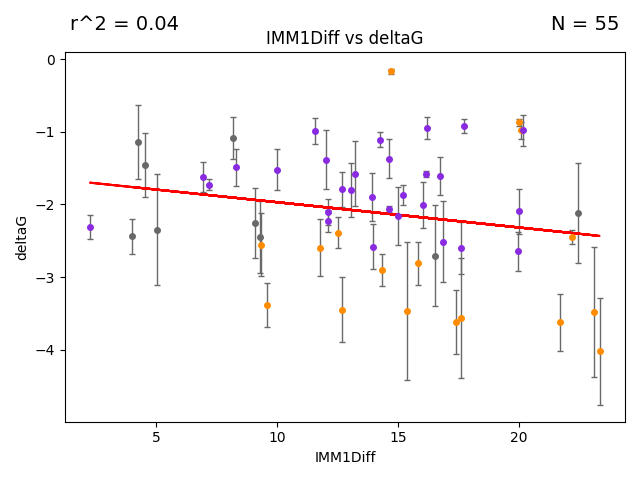 r^2 = 0.04
N = 55
IMM1Diff vs deltaG
0
−1
−2
−3
−4
deltaG
5
10
15
20
IMM1Diff